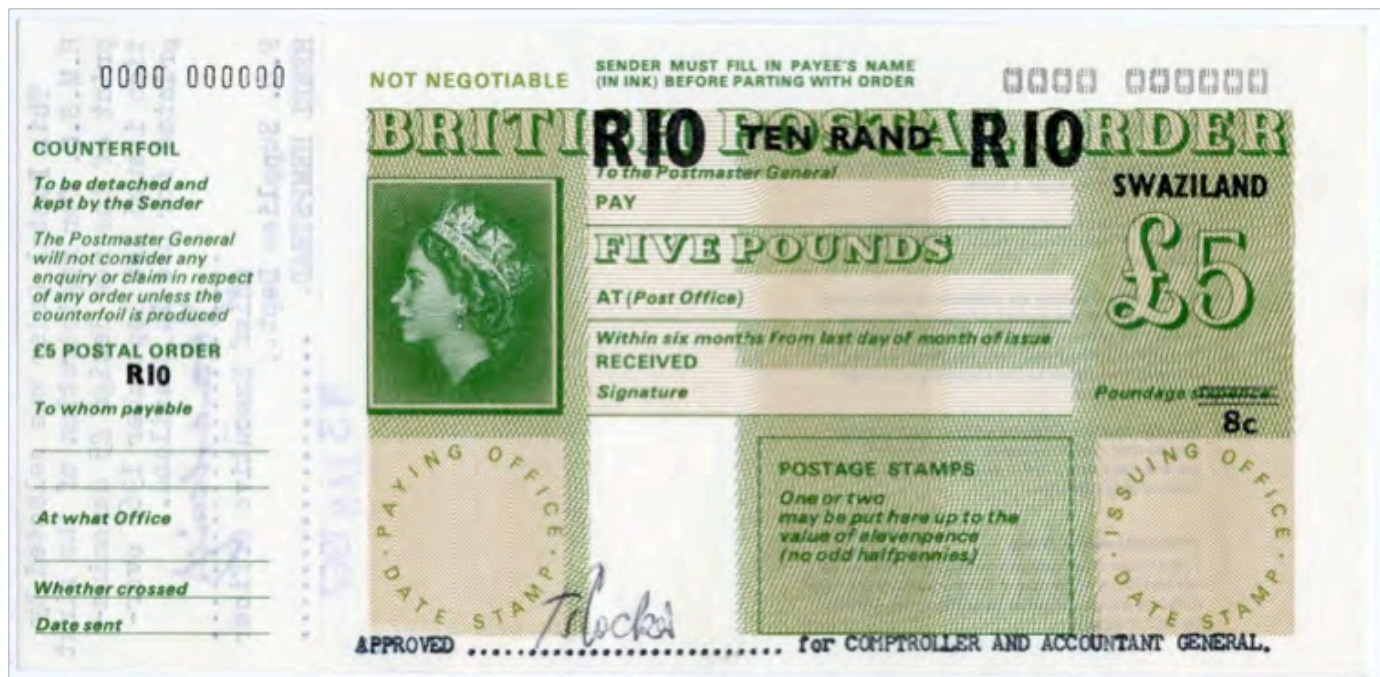 0000 000000
COUNTERFOIL
To be detached and
kept by the Sender
The Postmaster General
will not consider any
enquiry or claim in respect
of any order unless the
counterfoil is produced
£5 POSTAL ORDER
R10
To whom payable
At what Office
Whether crossed
Date sent
NOT NEGOTIABLE
SENDER MUST FILL IN PAYEE'S NAME
(IN INK) BEFORE PARTING WITH ORDER
0000 000000
BRITISH POSTAL ORDER
R10 TEN RAND R10
To the Postmaster General
SWAZILAND
PAY
FIVE POUNDS
£5
AT (Post Office)
Within six months from last day of month of issue
RECEIVED
Signature
Poundage
8c
PAYING OFFICE · DATE STAMP ·
POSTAGE STAMPS
One or two
may be put here up to the
value of elevenpence
(no odd halfpennies)
ISSUING OFFICE · DATE STAMP ·
APPROVED .............................. for COMPTROLLER AND ACCOUNTANT GENERAL.